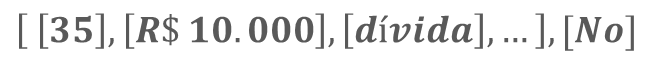 [ [35], [R$ 10.000], [dívida], ... ], [No]